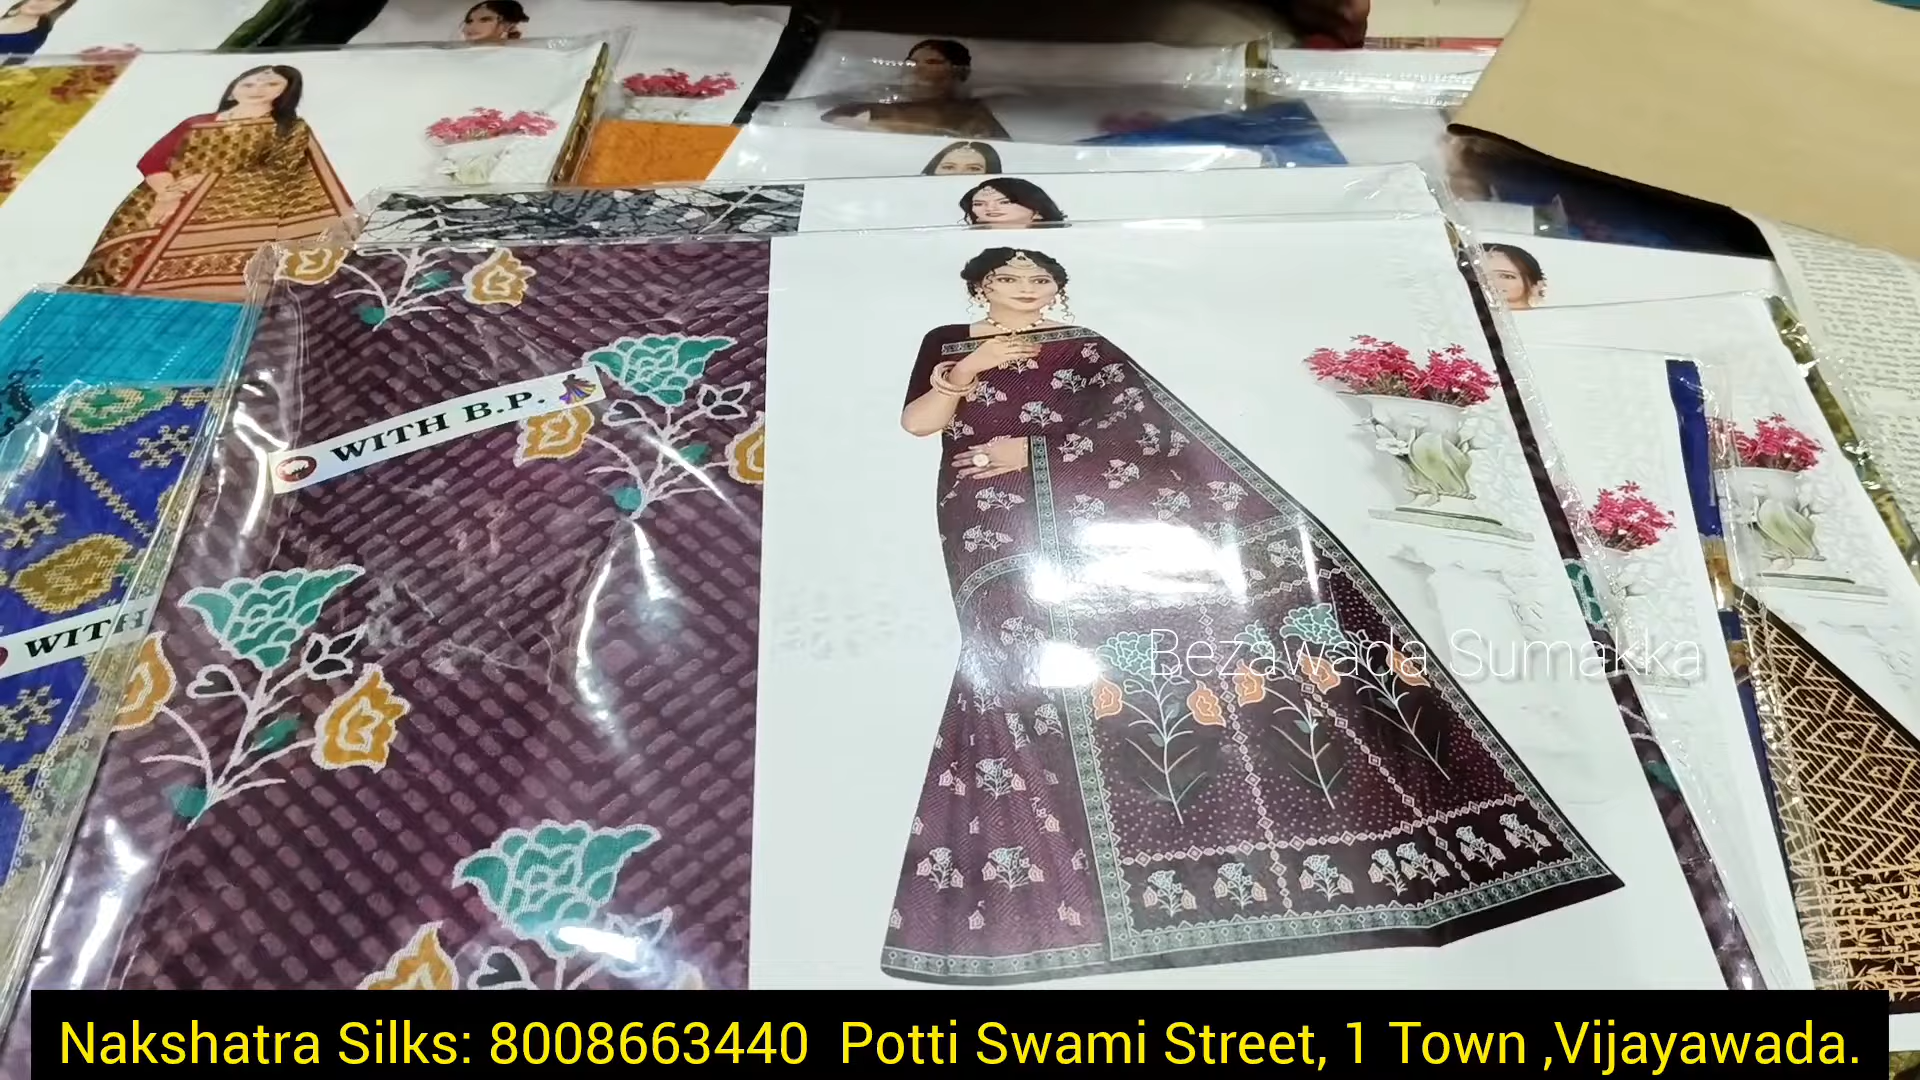 WITH B.P.
WITH
Bezawada Sumakka
Nakshatra Silks: 8008663440 Potti Swami Street, 1 Town ,Vijayawada.